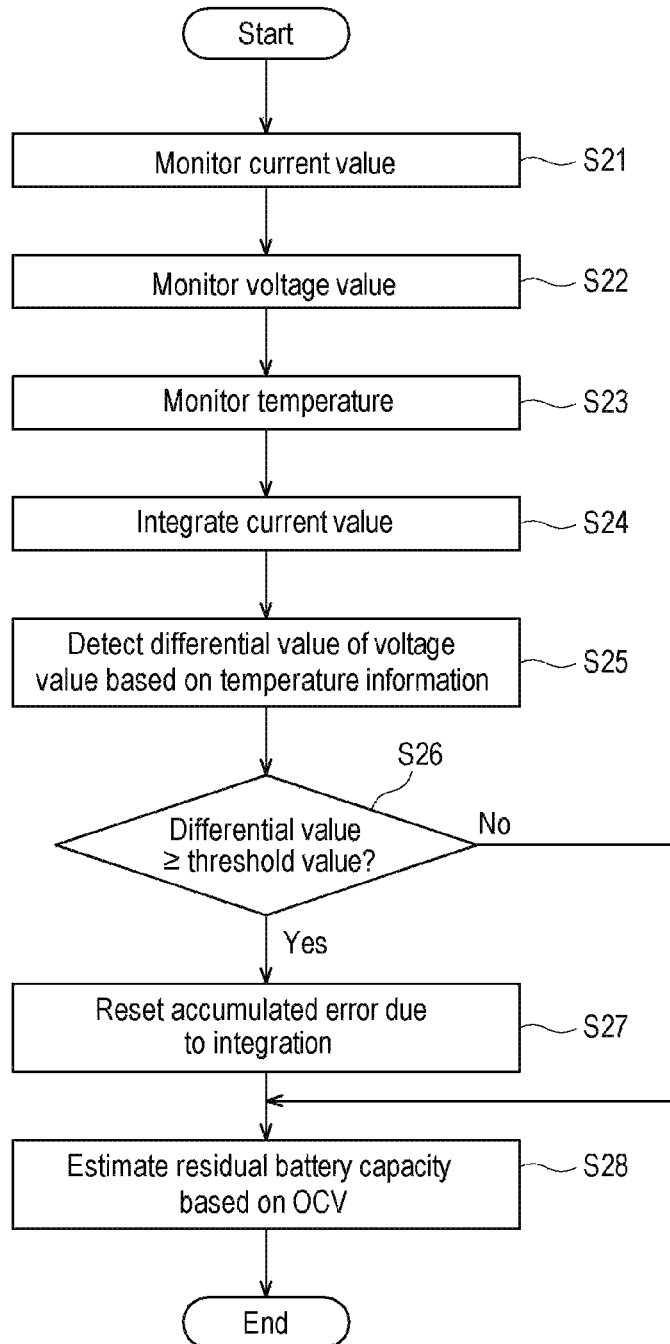 Start
Monitor current value
S21
Monitor voltage value
S22
Monitor temperature
S23
Integrate current value
S24
Detect differential value of voltage
value based on temperature information
S25
S26
Differential value
≥ threshold value?
No
Yes
Reset accumulated error due
to integration
S27
Estimate residual battery capacity
based on OCV
S28
End